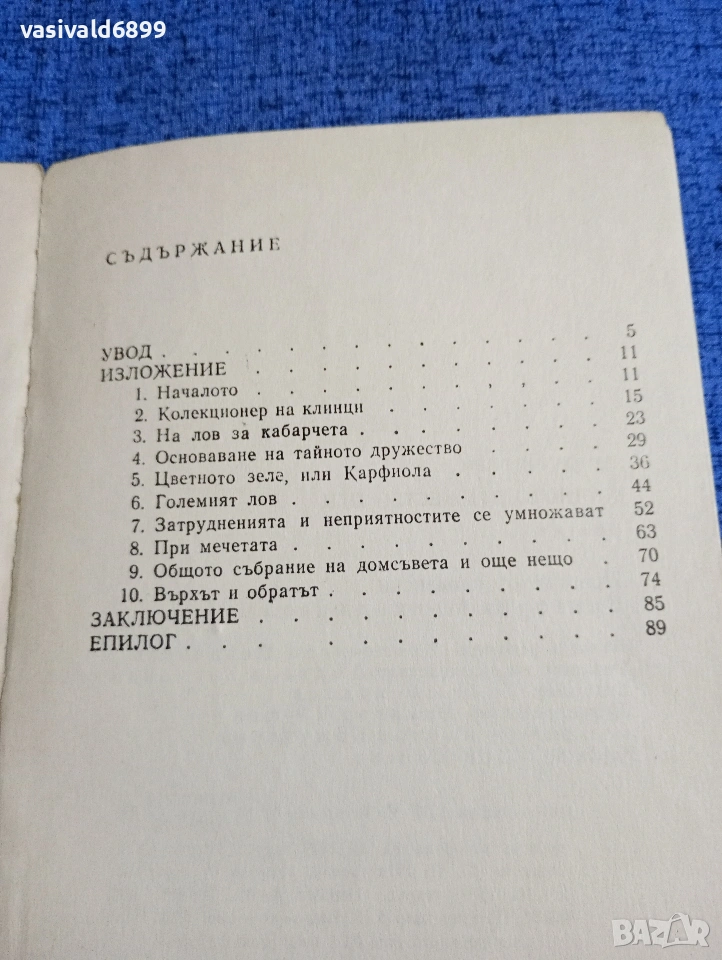 vasivald6899
СЪДЪРЖАНИЕ
УВОД . . . . . . . . . . . . . 5
ИЗЛОЖЕНИЕ . . . . . . . . . . . 11
1. Началото . . . . . . . . . . 11
2. Колекционер на клинци . . . . . . 15
3. На лов за кабарчета . . . . . . . 23
4. Основаване на тайното дружество . . . 29
5. Цветното зеле, или Карфиола . . . . 36
6. Големият лов . . . . . . . . . 44
7. Затрудненията и неприятностите се умножават 52
8. При мечетата . . . . . . . . . 63
9. Общото събрание на домсъвета и още нещо . 70
10. Върхът и обратът . . . . . . . . 74
ЗАКЛЮЧЕНИЕ . . . . . . . . . . 85
ЕПИЛОГ . . . . . . . . . . . . 89
BAZAR